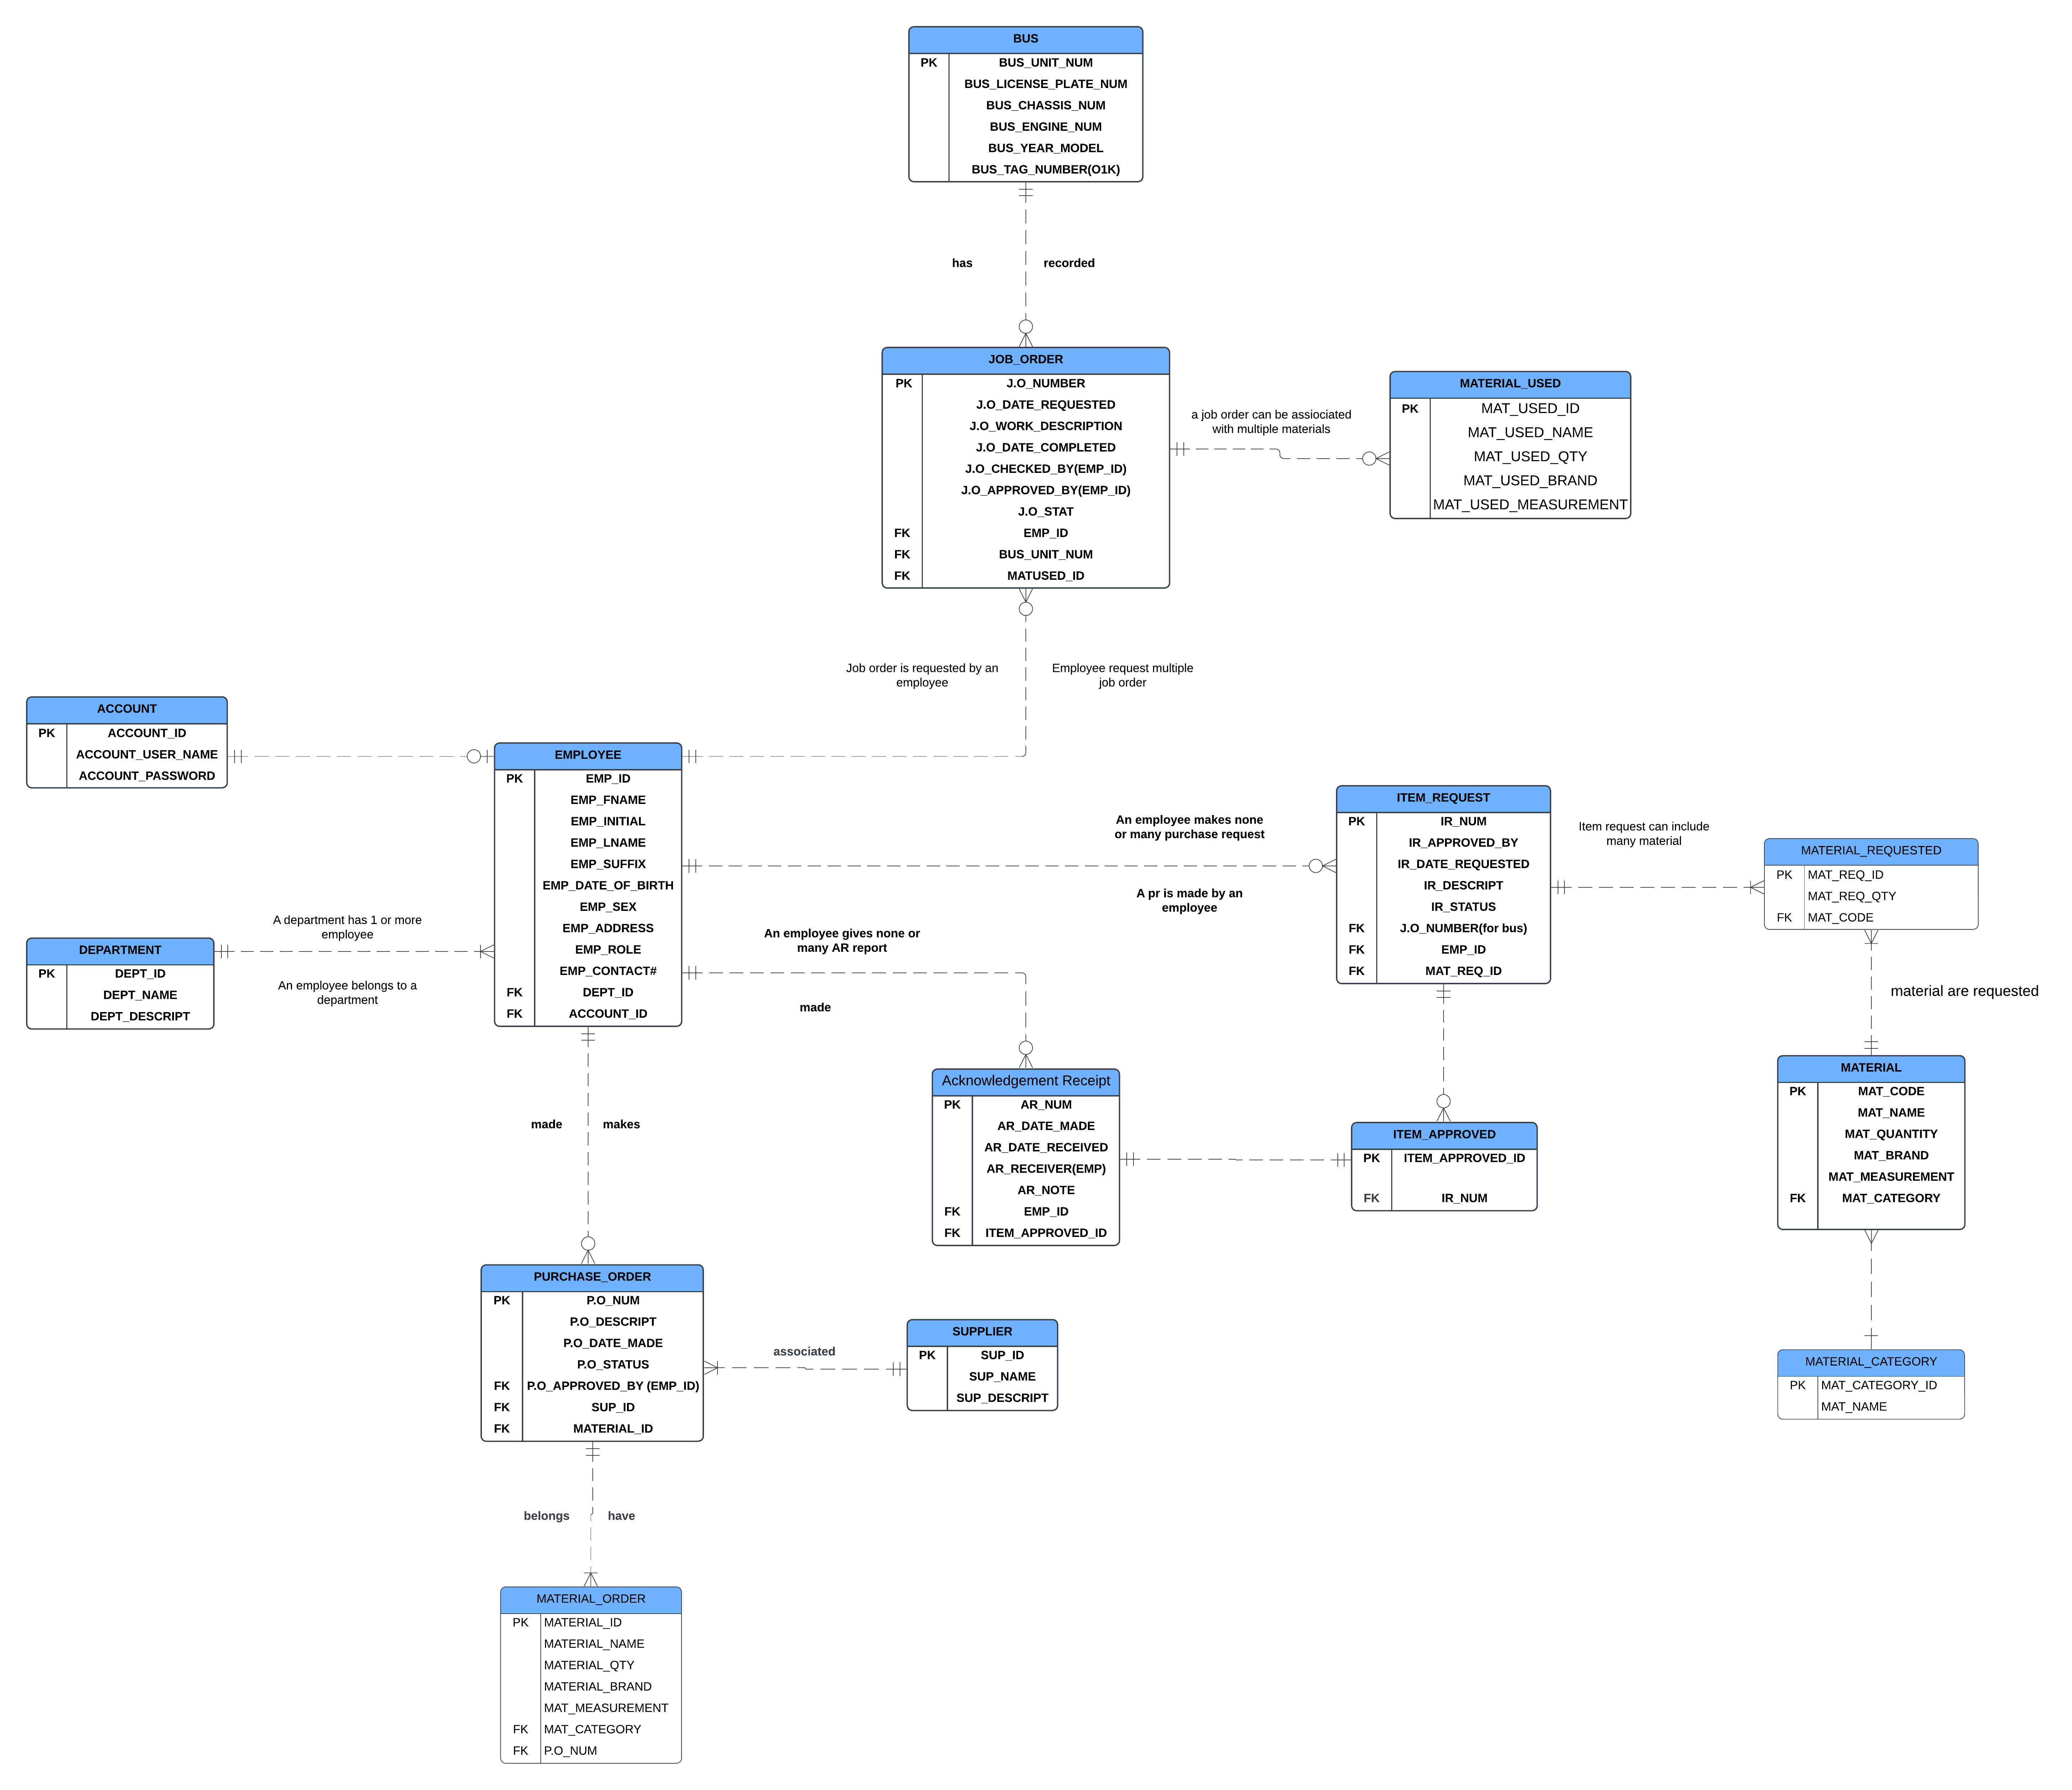 BUS
PK BUS_UNIT_NUM
BUS_LICENSE_PLATE_NUM
BUS_CHASSIS_NUM
BUS_ENGINE_NUM
BUS_YEAR_MODEL
BUS_TAG_NUMBER(O1K)
has recorded
JOB_ORDER
PK J.O_NUMBER
J.O_DATE_REQUESTED
J.O_WORK_DESCRIPTION
J.O_DATE_COMPLETED
J.O_CHECKED_BY(EMP_ID)
J.O_APPROVED_BY(EMP_ID)
J.O_STAT
FK EMP_ID
FK BUS_UNIT_NUM
FK MATUSED_ID
a job order can be assiociated
with multiple materials
MATERIAL_USED
PK MAT_USED_ID
MAT_USED_NAME
MAT_USED_QTY
MAT_USED_BRAND
MAT_USED_MEASUREMENT
Job order is requested by an
employee
Employee request multiple
job order
ACCOUNT
PK ACCOUNT_ID
ACCOUNT_USER_NAME
ACCOUNT_PASSWORD
EMPLOYEE
PK EMP_ID
EMP_FNAME
EMP_INITIAL
EMP_LNAME
EMP_SUFFIX
EMP_DATE_OF_BIRTH
EMP_SEX
EMP_ADDRESS
EMP_ROLE
EMP_CONTACT#
FK DEPT_ID
FK ACCOUNT_ID
A department has 1 or more
employee
An employee belongs to a
department
DEPARTMENT
PK DEPT_ID
DEPT_NAME
DEPT_DESCRIPT
An employee makes none
or many purchase request
A pr is made by an
employee
An employee gives none or
many AR report
made
ITEM_REQUEST
PK IR_NUM
IR_APPROVED_BY
IR_DATE_REQUESTED
IR_DESCRIPT
IR_STATUS
FK J.O_NUMBER(for bus)
FK EMP_ID
FK MAT_REQ_ID
Item request can include
many material
MATERIAL_REQUESTED
PK MAT_REQ_ID
MAT_REQ_QTY
FK MAT_CODE
material are requested
MATERIAL
PK MAT_CODE
MAT_NAME
MAT_QUANTITY
MAT_BRAND
MAT_MEASUREMENT
FK MAT_CATEGORY
Acknowledgement Receipt
PK AR_NUM
AR_DATE_MADE
AR_DATE_RECEIVED
AR_RECEIVER(EMP)
AR_NOTE
FK EMP_ID
FK ITEM_APPROVED_ID
ITEM_APPROVED
PK ITEM_APPROVED_ID
FK IR_NUM
made makes
PURCHASE_ORDER
PK P.O_NUM
P.O_DESCRIPT
P.O_DATE_MADE
P.O_STATUS
FK P.O_APPROVED_BY (EMP_ID)
FK SUP_ID
FK MATERIAL_ID
associated
SUPPLIER
PK SUP_ID
SUP_NAME
SUP_DESCRIPT
MATERIAL_CATEGORY
PK MAT_CATEGORY_ID
MAT_NAME
belongs have
MATERIAL_ORDER
PK MATERIAL_ID
MATERIAL_NAME
MATERIAL_QTY
MATERIAL_BRAND
MAT_MEASUREMENT
FK MAT_CATEGORY
FK P.O_NUM